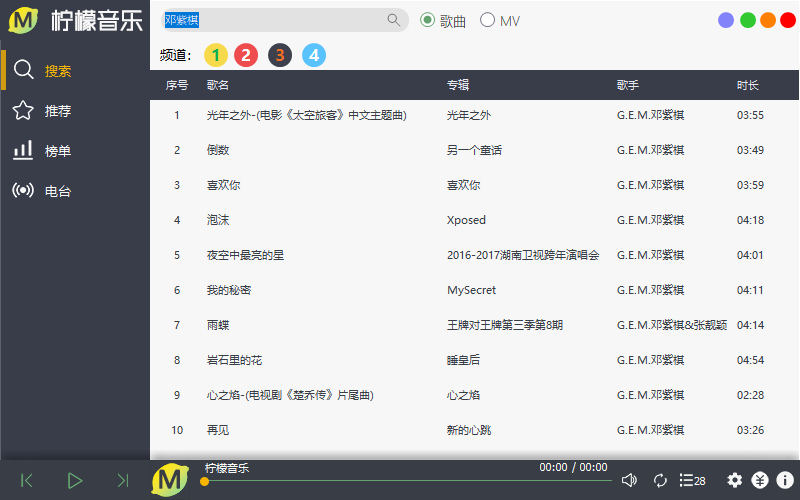 M 柠檬音乐
邓紫棋 歌曲 MV
频道： 1 2 3 4
搜索
推荐
榜单
电台
序号 歌名 专辑 歌手 时长
1 光年之外-(电影《太空旅客》中文主题曲) 光年之外 G.E.M.邓紫棋 03:55
2 倒数 另一个童话 G.E.M.邓紫棋 03:49
3 喜欢你 喜欢你 G.E.M.邓紫棋 03:59
4 泡沫 Xposed G.E.M.邓紫棋 04:18
5 夜空中最亮的星 2016-2017湖南卫视跨年演唱会 G.E.M.邓紫棋 04:01
6 我的秘密 MySecret G.E.M.邓紫棋 04:11
7 雨蝶 王牌对王牌第三季第8期 G.E.M.邓紫棋&张靓颖 04:14
8 岩石里的花 睡皇后 G.E.M.邓紫棋 04:54
9 心之焰-(电视剧《楚乔传》片尾曲) 心之焰 G.E.M.邓紫棋 02:28
10 再见 新的心跳 G.E.M.邓紫棋 03:26
M 柠檬音乐 00:00 / 00:00 28 ¥ i